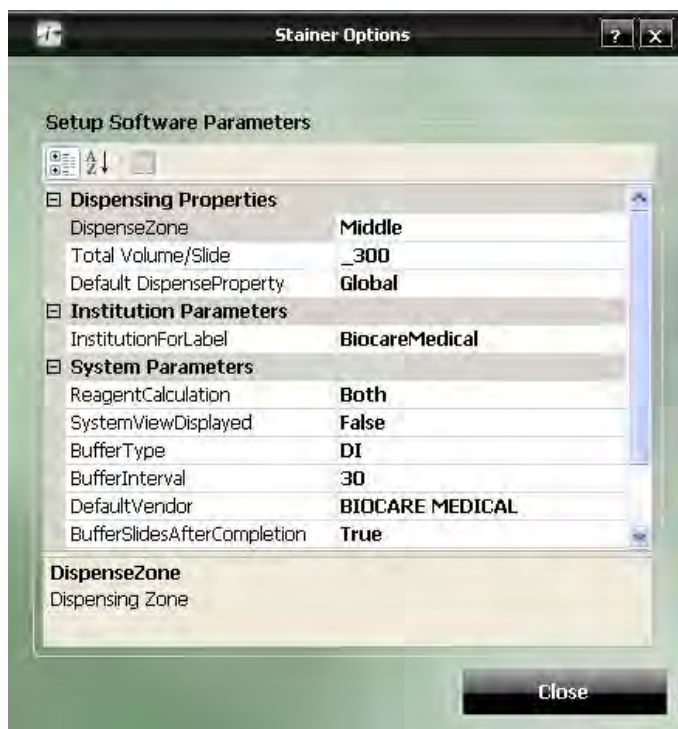 Stainer Options
? X
Setup Software Parameters
Dispensing Properties
DispenseZone Middle
Total Volume/Slide _300
Default DispenseProperty Global
Institution Parameters
InstitutionForLabel BiocareMedical
System Parameters
ReagentCalculation Both
SystemViewDisplayed False
BufferType DI
BufferInterval 30
DefaultVendor BIOCARE MEDICAL
BufferSlidesAfterCompletion True
DispenseZone
Dispensing Zone
Close